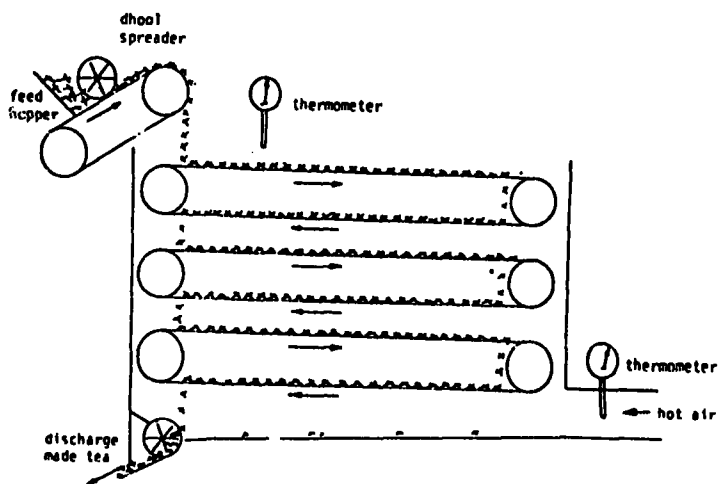 dhool
spreader
feed
hopper
thermometer
thermometer
hot air
discharge
made tea